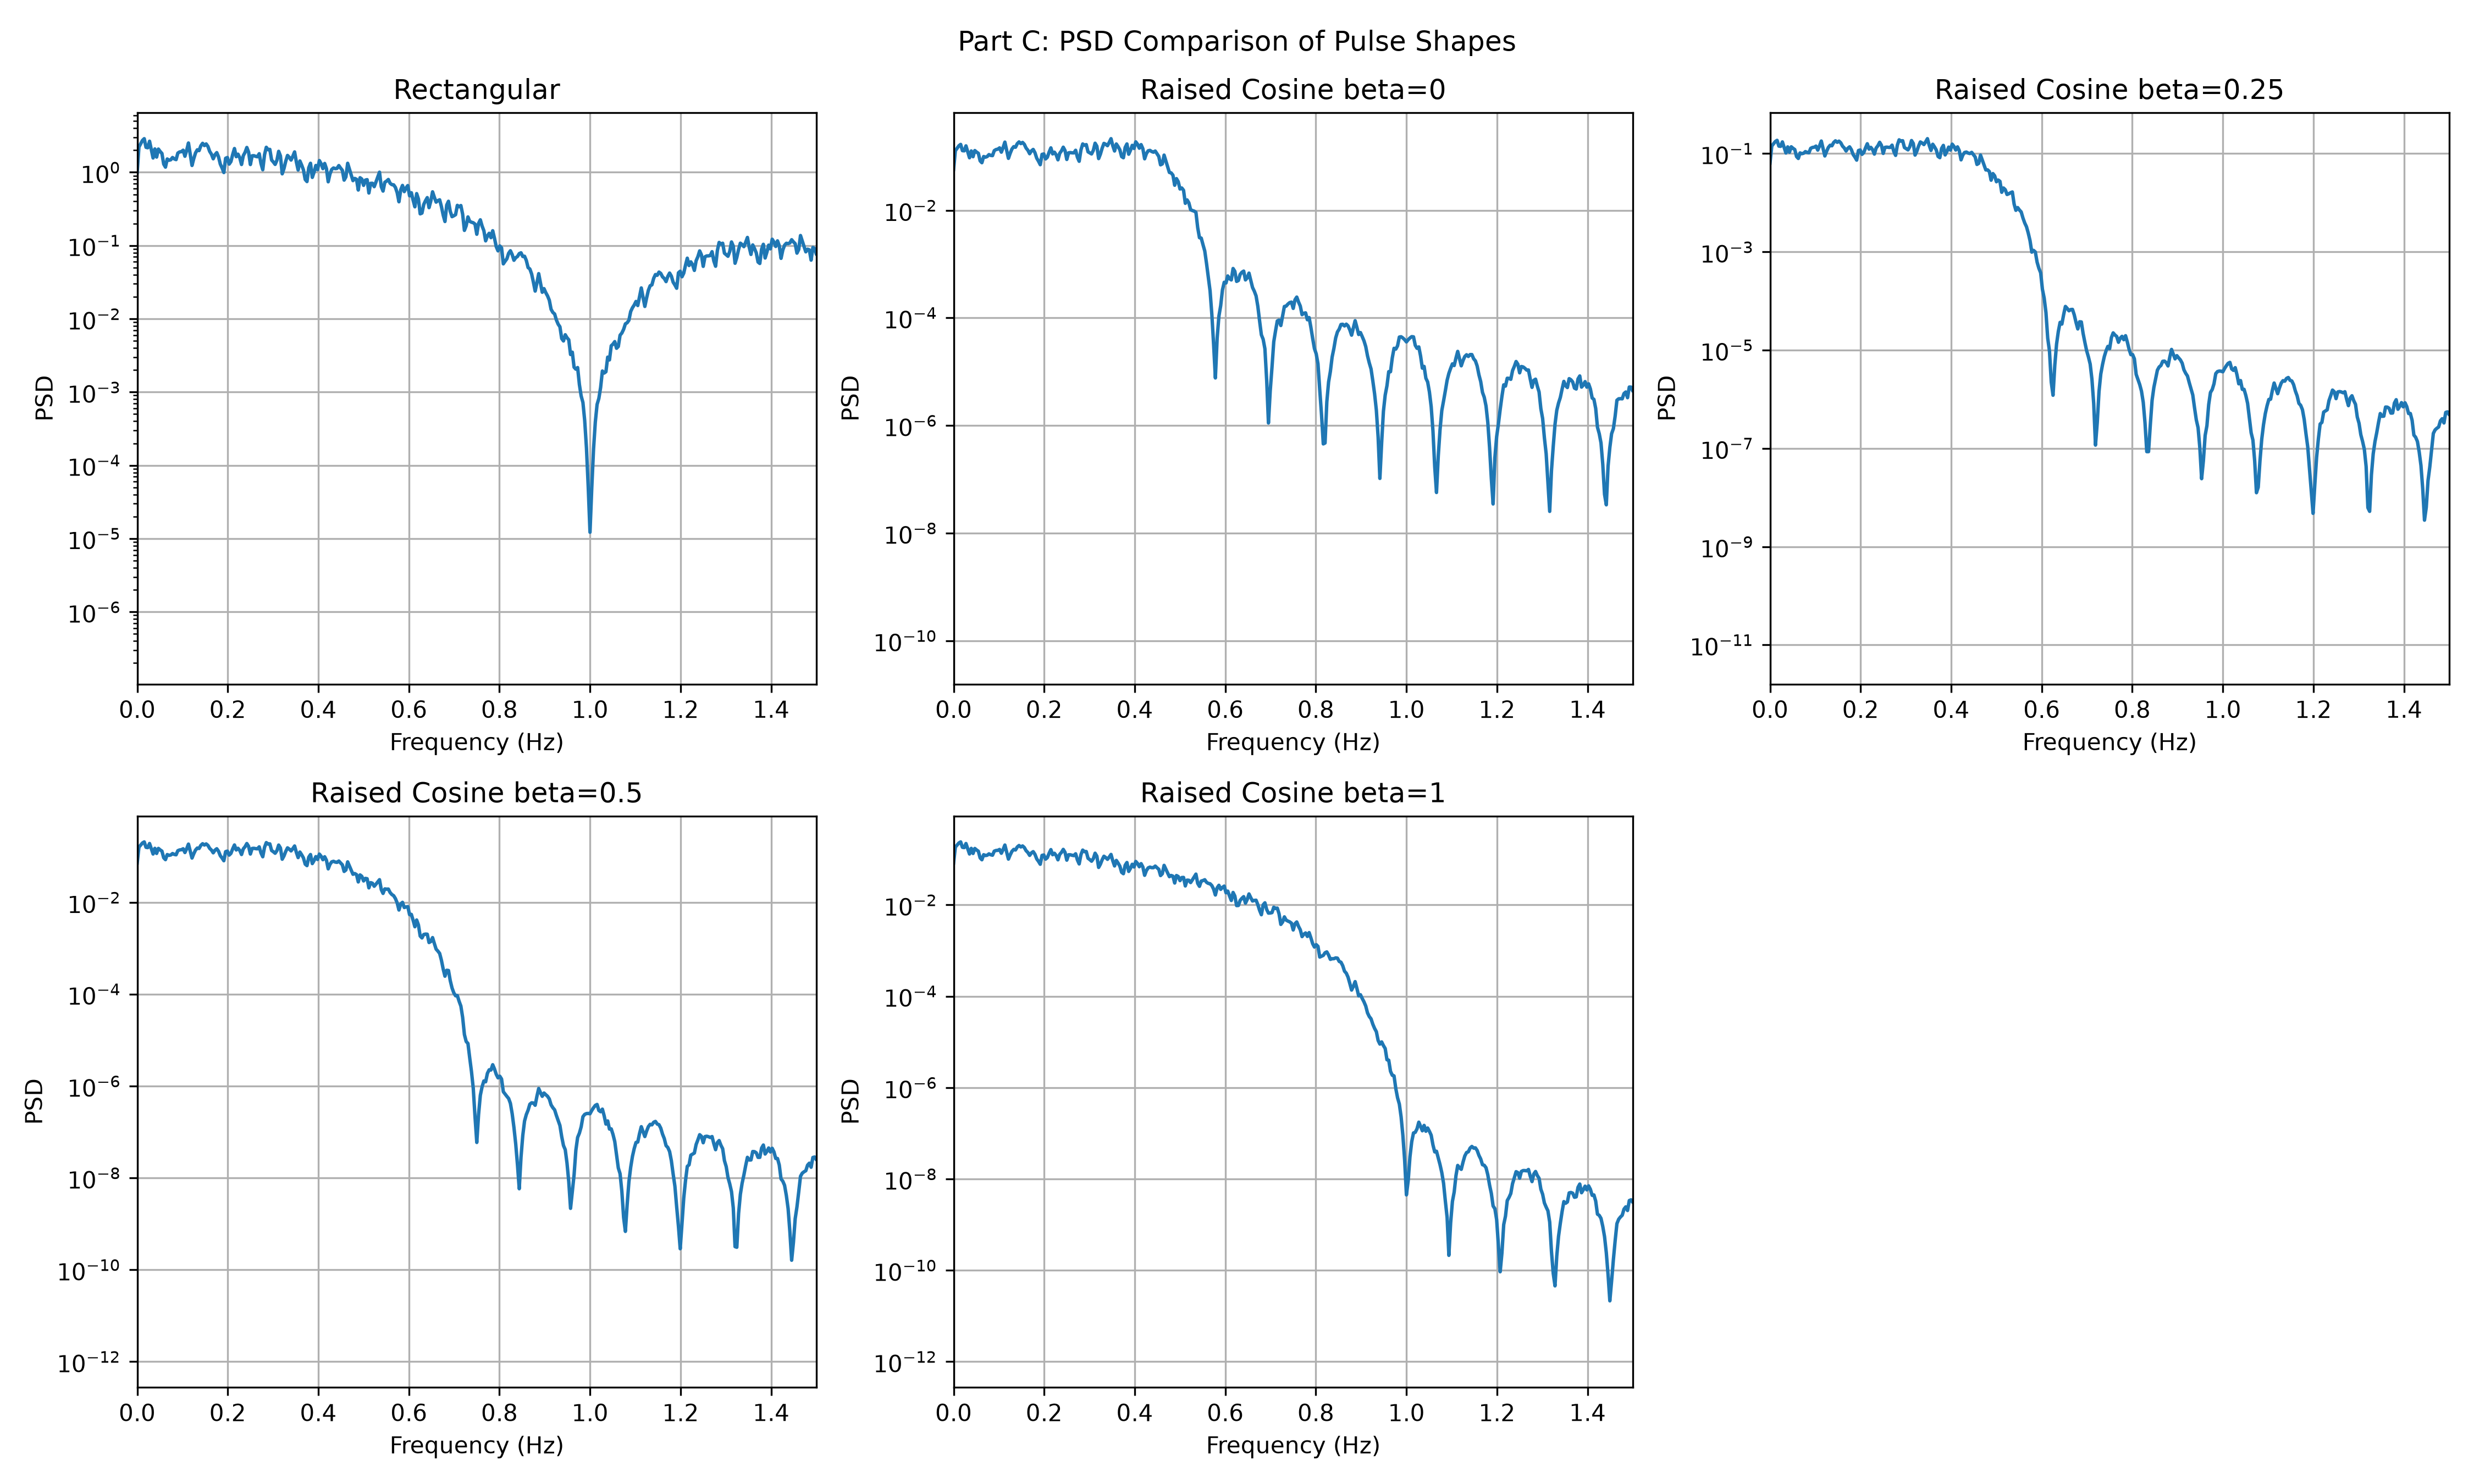 Part C: PSD Comparison of Pulse Shapes
Rectangular
10^0
10^-1
10^-2
10^-3
10^-4
10^-5
10^-6
PSD
0.0 0.2 0.4 0.6 0.8 1.0 1.2 1.4
Frequency (Hz)
Raised Cosine beta=0
10^-2
10^-4
10^-6
10^-8
10^-10
PSD
0.0 0.2 0.4 0.6 0.8 1.0 1.2 1.4
Frequency (Hz)
Raised Cosine beta=0.25
10^-1
10^-3
10^-5
10^-7
10^-9
10^-11
PSD
0.0 0.2 0.4 0.6 0.8 1.0 1.2 1.4
Frequency (Hz)
Raised Cosine beta=0.5
10^-2
10^-4
10^-6
10^-8
10^-10
10^-12
PSD
0.0 0.2 0.4 0.6 0.8 1.0 1.2 1.4
Frequency (Hz)
Raised Cosine beta=1
10^-2
10^-4
10^-6
10^-8
10^-10
10^-12
PSD
0.0 0.2 0.4 0.6 0.8 1.0 1.2 1.4
Frequency (Hz)